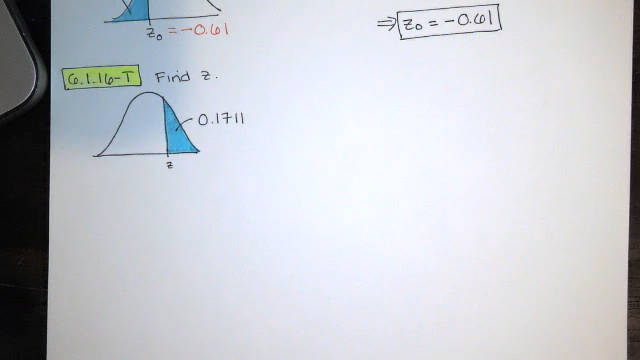 z₀ = −0.61
⇒ z₀ = −0.61
6.1.16-T Find z.
0.1711
z